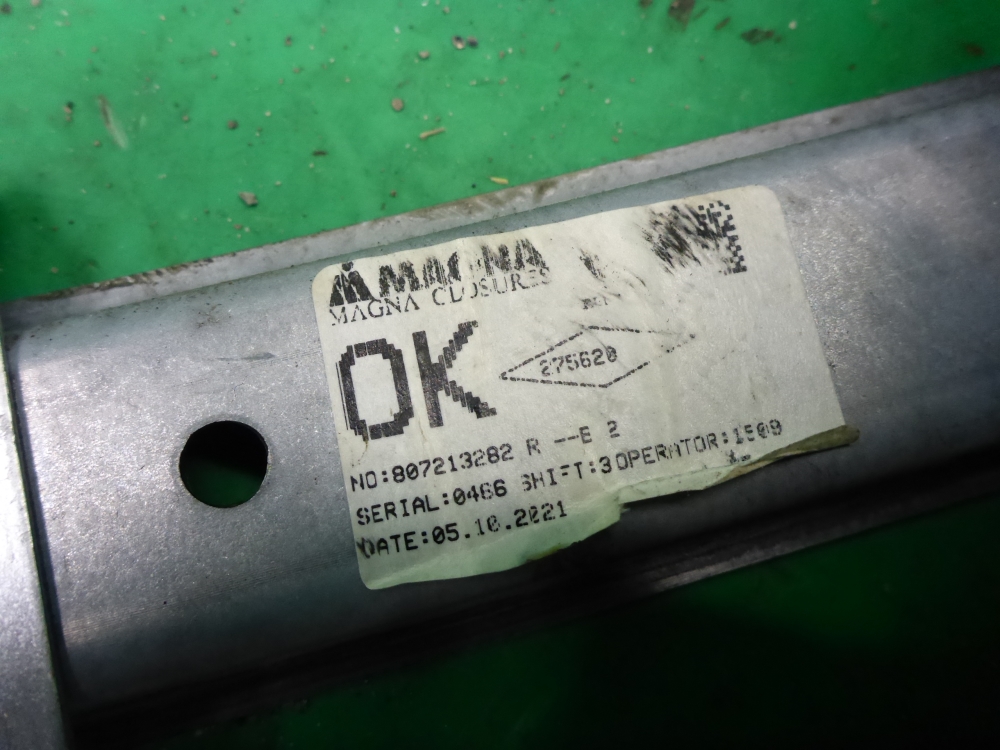 MAGNA
MAGNA CLOSURES
OK
275620
NO:807213282 R --E 2
SERIAL:0466 SHIFT:3 OPERATOR:1509
DATE:05.10.2021